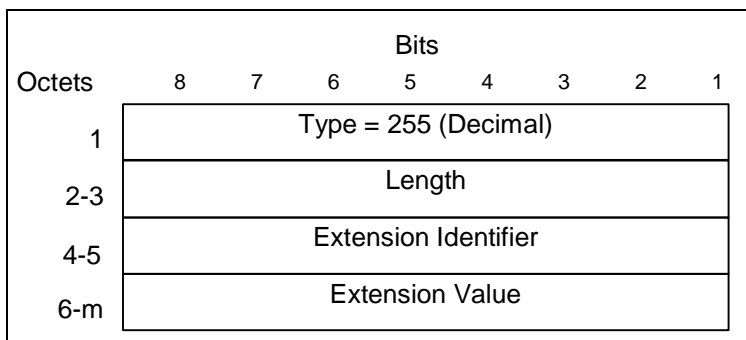 Bits
Octets 8 7 6 5 4 3 2 1
1 Type = 255 (Decimal)
2-3 Length
4-5 Extension Identifier
6-m Extension Value